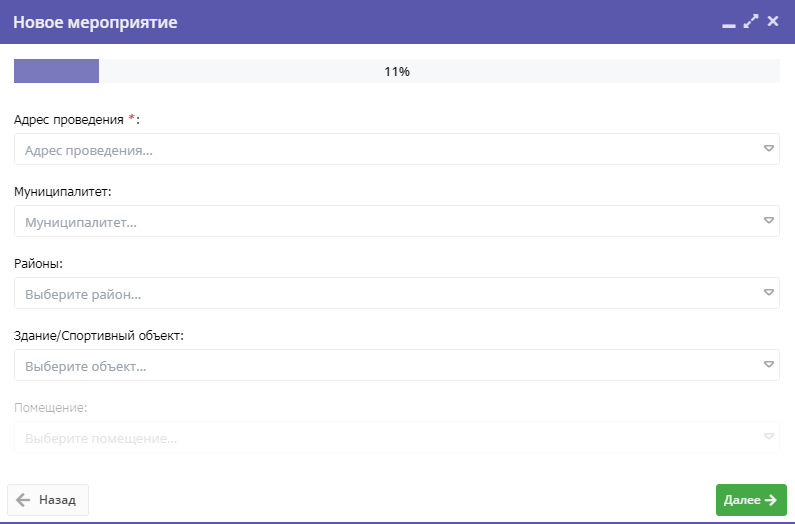 Новое мероприятие
11%
Адрес проведения *:
Адрес проведения...
Муниципалитет:
Муниципалитет...
Районы:
Выберите район...
Здание/Спортивный объект:
Выберите объект...
Помещение:
Выберите помещение...
Назад
Далее